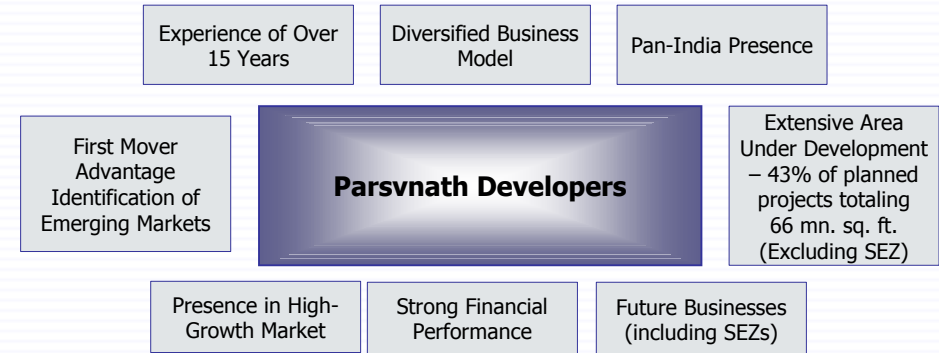 Experience of Over
15 Years
Diversified Business
Model
Pan-India Presence
First Mover
Advantage
Identification of
Emerging Markets
Parsvnath Developers
Extensive Area
Under Development
– 43% of planned
projects totaling
66 mn. sq. ft.
(Excluding SEZ)
Presence in High-
Growth Market
Strong Financial
Performance
Future Businesses
(including SEZs)